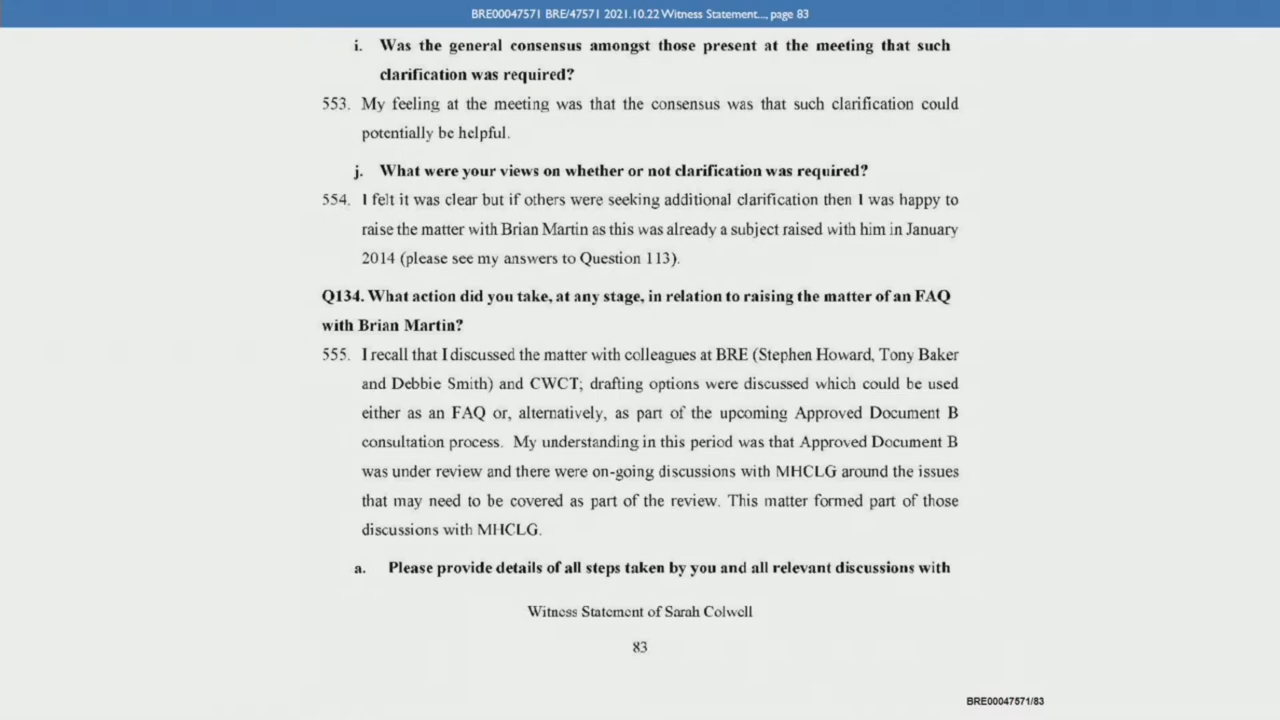 BRE00047571 BRE/47571 2021.10.22 Witness Statement..., page 83
i. Was the general consensus amongst those present at the meeting that such
clarification was required?
553. My feeling at the meeting was that the consensus was that such clarification could
potentially be helpful.
j. What were your views on whether or not clarification was required?
554. I felt it was clear but if others were seeking additional clarification then I was happy to
raise the matter with Brian Martin as this was already a subject raised with him in January
2014 (please see my answers to Question 113).
Q134. What action did you take, at any stage, in relation to raising the matter of an FAQ
with Brian Martin?
555. I recall that I discussed the matter with colleagues at BRE (Stephen Howard, Tony Baker
and Debbie Smith) and CWCT; drafting options were discussed which could be used
either as an FAQ or, alternatively, as part of the upcoming Approved Document B
consultation process. My understanding in this period was that Approved Document B
was under review and there were on-going discussions with MHCLG around the issues
that may need to be covered as part of the review. This matter formed part of those
discussions with MHCLG.
a. Please provide details of all steps taken by you and all relevant discussions with
Witness Statement of Sarah Colwell
83
BRE00047571/83